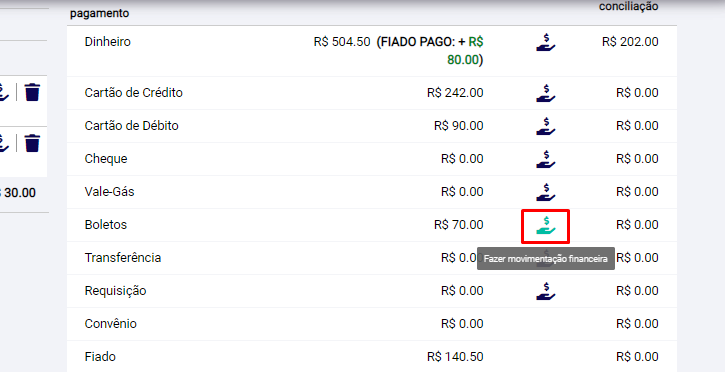 pagamento
conciliação
Dinheiro R$ 504.50 (FIADO PAGO: + R$ R$ 202.00
80.00)
Cartão de Crédito R$ 242.00 R$ 0.00
Cartão de Débito R$ 90.00 R$ 0.00
Cheque R$ 0.00 R$ 0.00
Vale-Gás R$ 0.00 R$ 0.00
30.00
Boletos R$ 70.00 R$ 0.00
Transferência R$ 0.00 R$ 0.00
Fazer movimentação financeira
Requisição R$ 0.00 R$ 0.00
Convênio R$ 0.00 R$ 0.00
Fiado R$ 140.50 R$ 0.00